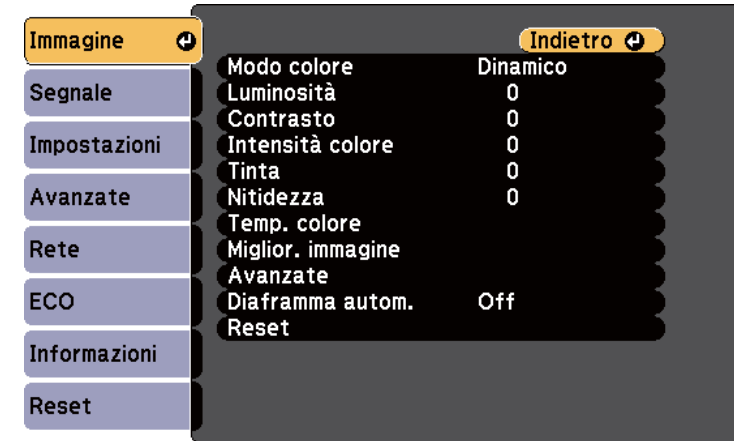 Immagine
Segnale
Impostazioni
Avanzate
Rete
ECO
Informazioni
Reset
Indietro
Modo colore Dinamico
Luminosità 0
Contrasto 0
Intensità colore 0
Tinta 0
Nitidezza 0
Temp. colore
Miglior. immagine
Avanzate
Diaframma autom. Off
Reset